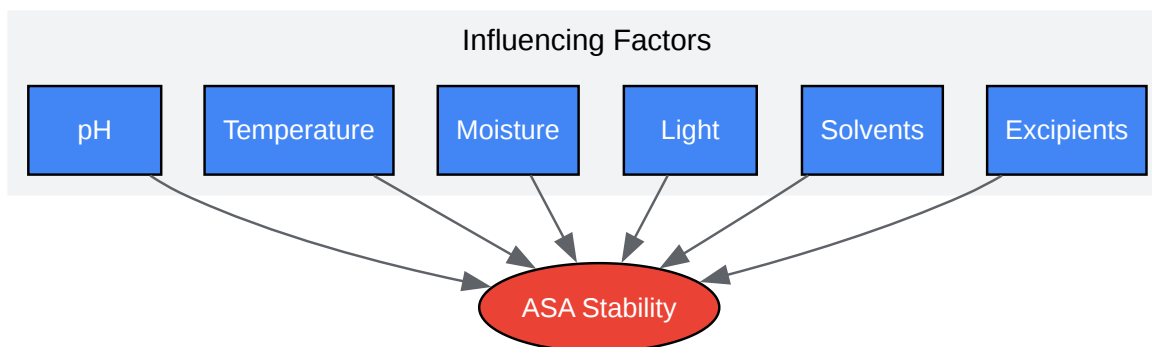 Influencing Factors
pH
Temperature
Moisture
Light
Solvents
Excipients
ASA Stability